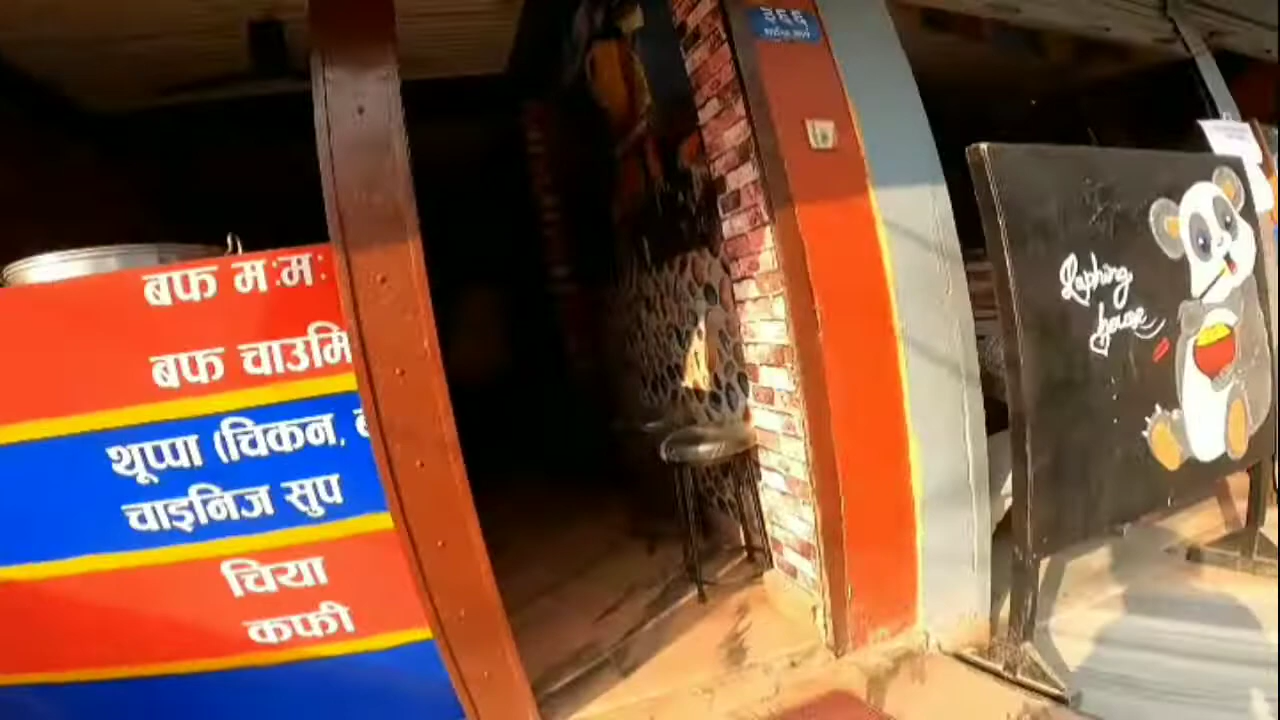 बफ म:म:
बफ चाउमि
थूप्पा (चिकन,
चाइनिज सुप
चिया
कफी
Laphing
house